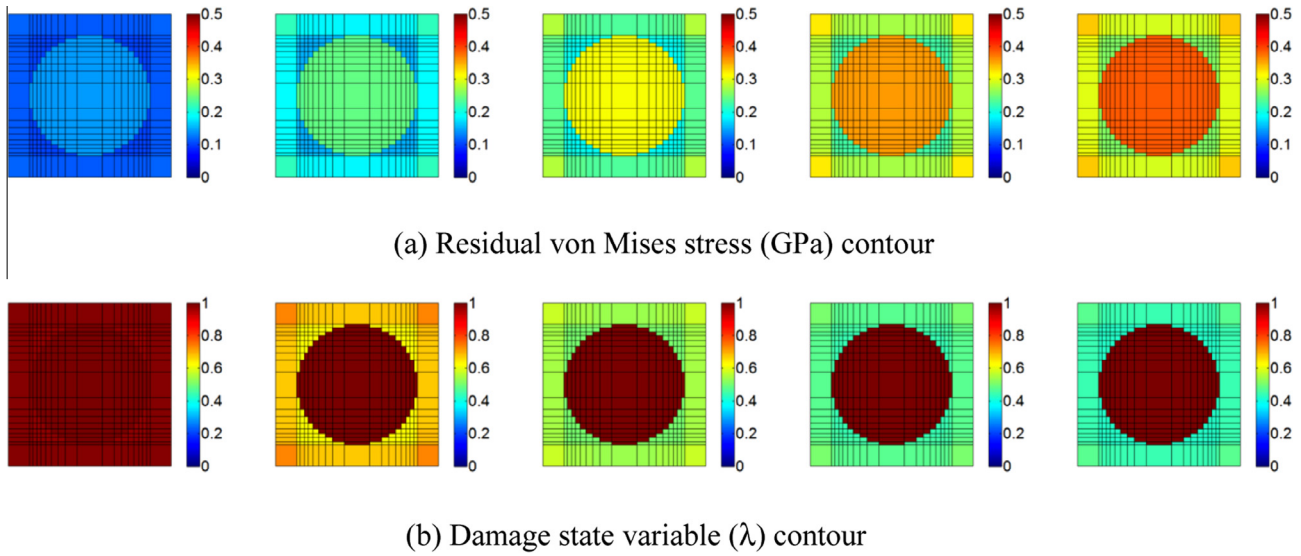 0.5 0.5 0.5 0.5 0.5
0.4 0.4 0.4 0.4 0.4
0.3 0.3 0.3 0.3 0.3
0.2 0.2 0.2 0.2 0.2
0.1 0.1 0.1 0.1 0.1
0 0 0 0 0
(a) Residual von Mises stress (GPa) contour
1 1 1 1 1
0.8 0.8 0.8 0.8 0.8
0.6 0.6 0.6 0.6 0.6
0.4 0.4 0.4 0.4 0.4
0.2 0.2 0.2 0.2 0.2
0 0 0 0 0
(b) Damage state variable (λ) contour